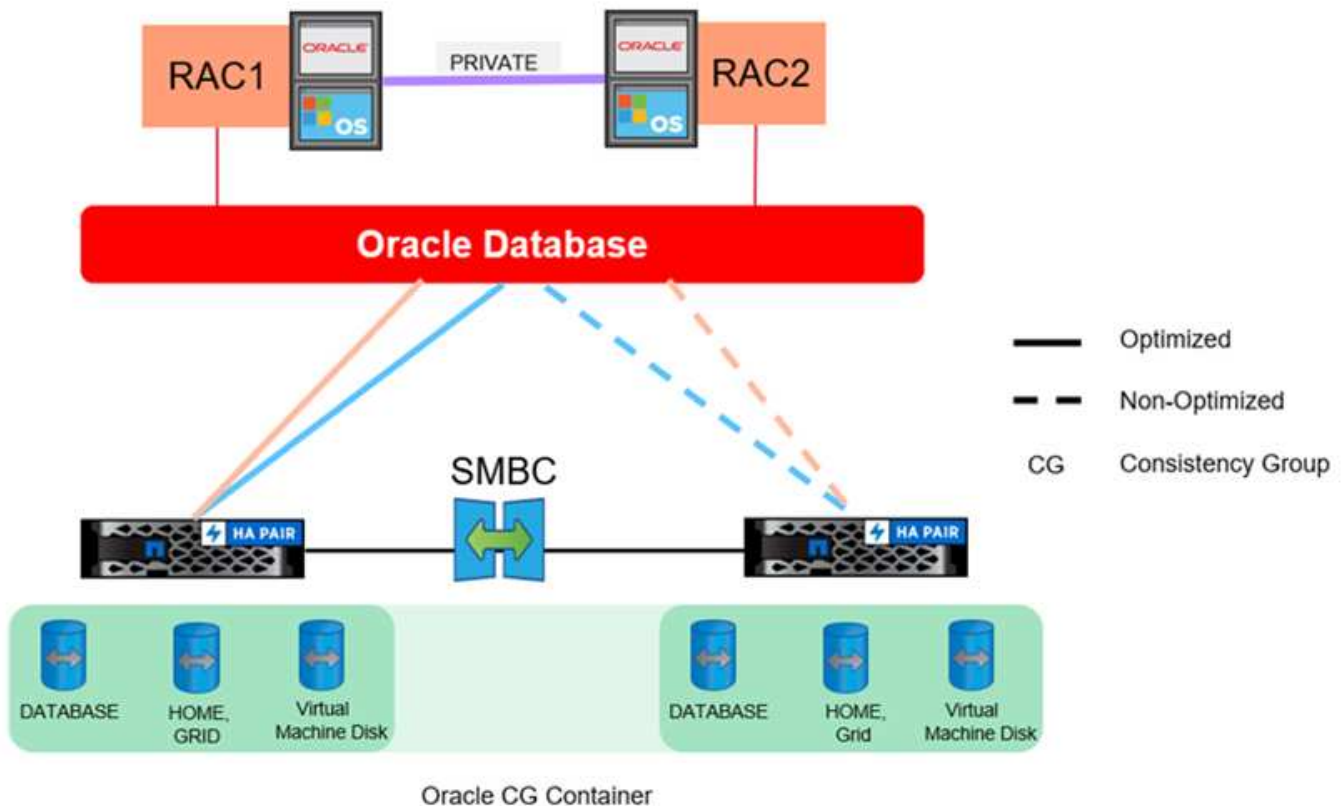 RAC1
ORACLE
OS
PRIVATE
ORACLE
OS
RAC2
Oracle Database
Optimized
Non-Optimized
CG Consistency Group
SMBC
HA PAIR
HA PAIR
DATABASE
HOME,
GRID
Virtual
Machine Disk
DATABASE
HOME,
Grid
Virtual
Machine Disk
Oracle CG Container